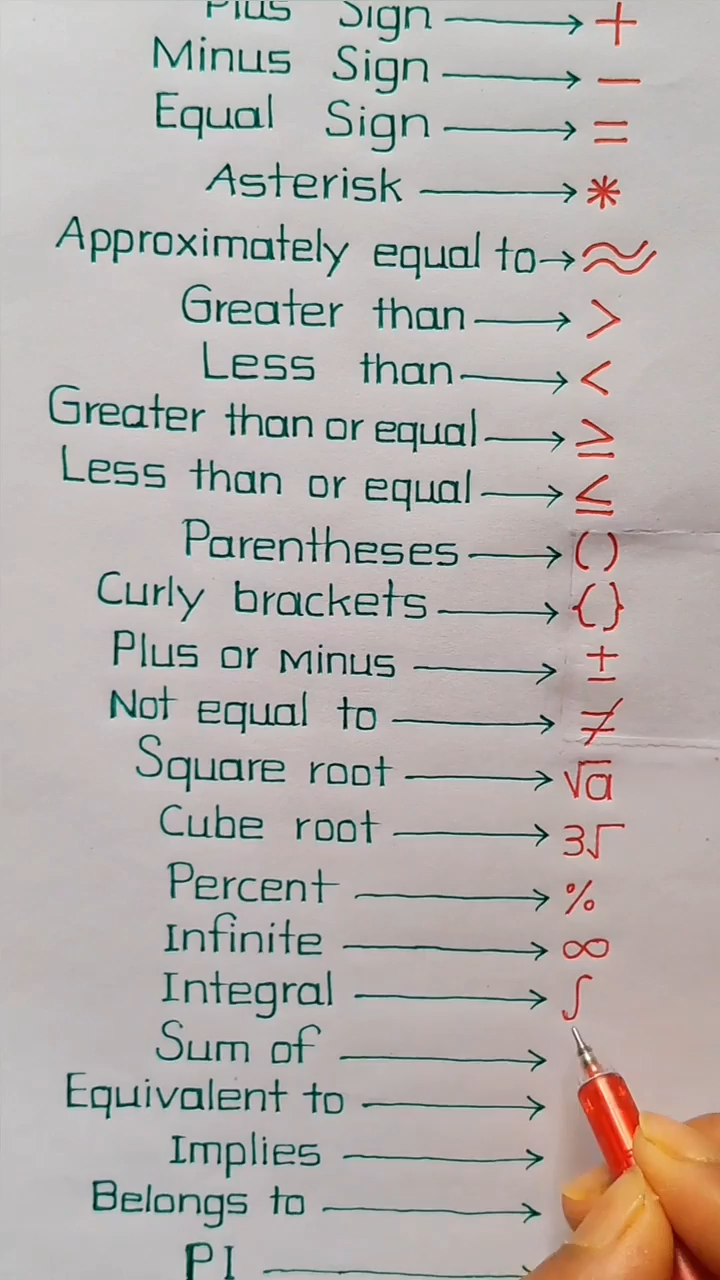 Plus Sign → +
Minus Sign → −
Equal Sign → =
Asterisk → *
Approximately equal to → ≈
Greater than → >
Less than → <
Greater than or equal → ≥
Less than or equal → ≤
Parentheses → ()
Curly brackets → {}
Plus or Minus → ±
Not equal to → ≠
Square root → √a
Cube root → 3√
Percent → %
Infinite → ∞
Integral → ∫
Sum of →
Equivalent to →
Implies →
Belongs to →
PI →